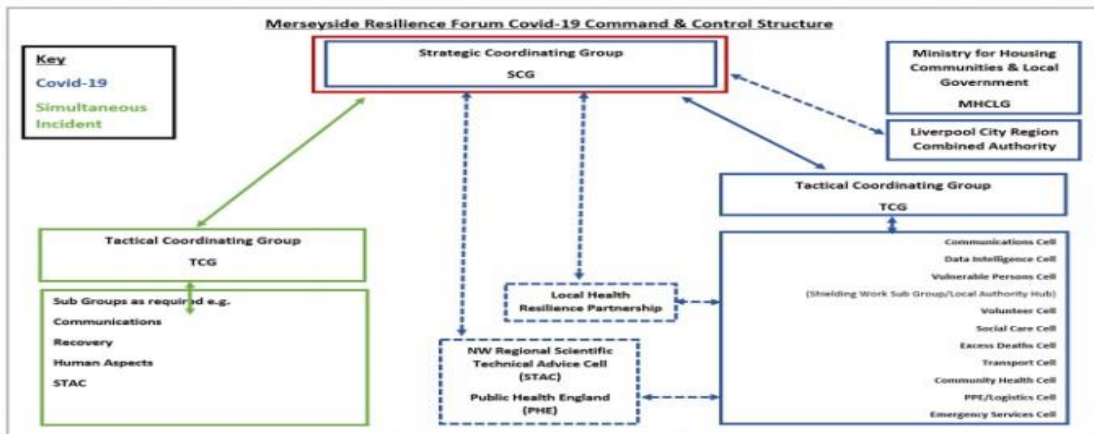 Merseyside Resilience Forum Covid-19 Command & Control Structure
Key
Covid-19
Simultaneous
Incident
Strategic Coordinating Group
SCG
Ministry for Housing
Communities & Local
Government
MHCLG
Liverpool City Region
Combined Authority
Tactical Coordinating Group
TCG
Tactical Coordinating Group
TCG
Sub Groups as required e.g.
Communications
Recovery
Human Aspects
STAC
Local Health
Resilience Partnership
NW Regional Scientific
Technical Advice Cell
(STAC)
Public Health England
(PHE)
Communications Cell
Data Intelligence Cell
Vulnerable Persons Cell
(Shielding Work Sub Group/Local Authority Hub)
Volunteer Cell
Social Care Cell
Excess Deaths Cell
Transport Cell
Community Health Cell
PPE/Logistics Cell
Emergency Services Cell